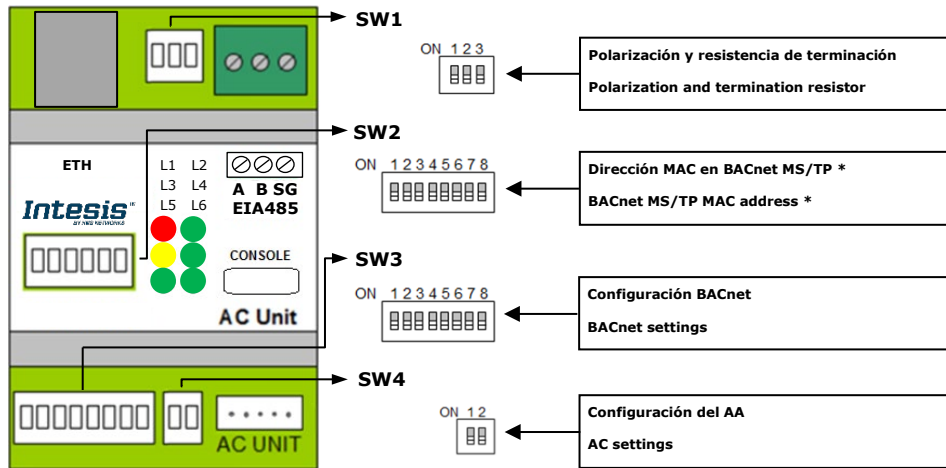 SW1
ON 1 2 3
Polarización y resistencia de terminación
Polarization and termination resistor
SW2
ETH
L1 L2
L3 L4
L5 L6
A B SG
EIA485
Intesis
CONSOLE
AC Unit
ON 1 2 3 4 5 6 7 8
Dirección MAC en BACnet MS/TP *
BACnet MS/TP MAC address *
SW3
ON 1 2 3 4 5 6 7 8
Configuración BACnet
BACnet settings
SW4
AC UNIT
ON 1 2
Configuración del AA
AC settings